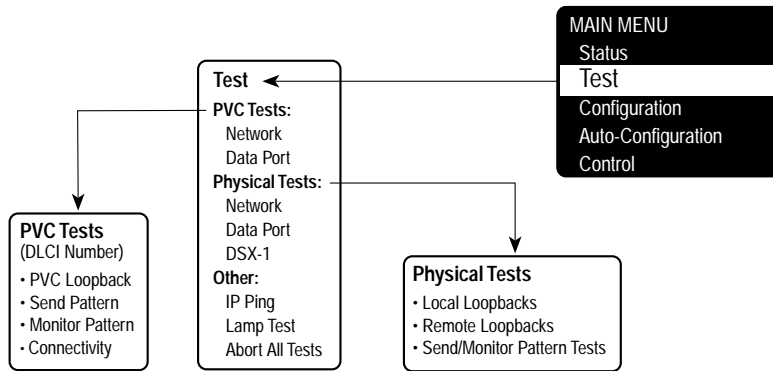 MAIN MENU
Status
Test
Configuration
Auto-Configuration
Control
Test
PVC Tests:
Network
Data Port
Physical Tests:
Network
Data Port
DSX-1
Other:
IP Ping
Lamp Test
Abort All Tests
PVC Tests
(DLCI Number)
• PVC Loopback
• Send Pattern
• Monitor Pattern
• Connectivity
Physical Tests
• Local Loopbacks
• Remote Loopbacks
• Send/Monitor Pattern Tests